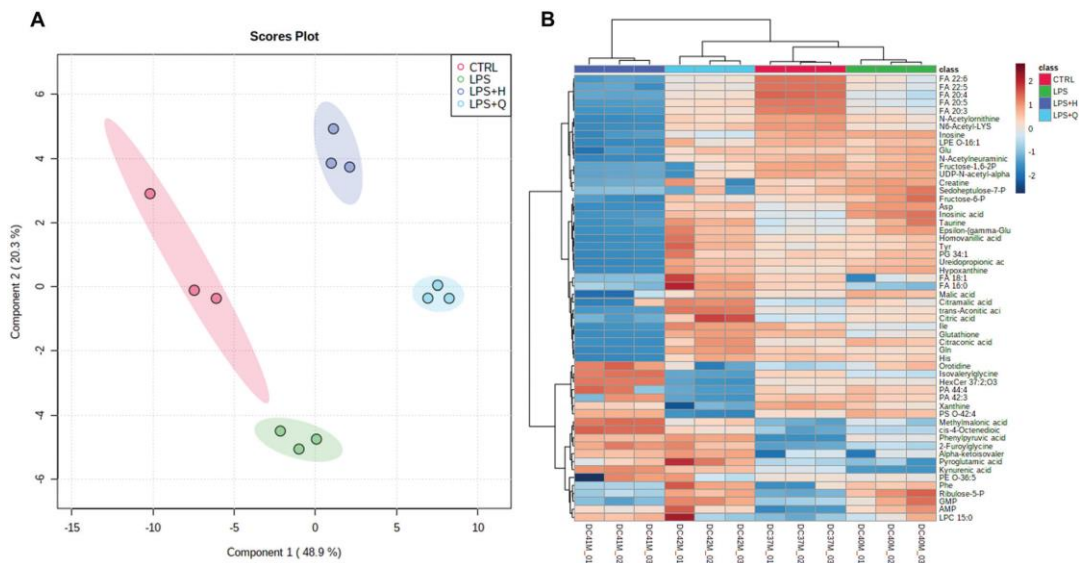 A
Scores Plot
CTRL
LPS
LPS+H
LPS+Q
Component 2 ( 20.3 %)
6
4
2
0
-2
-4
-6
-15
-10
-5
0
5
10
Component 1 ( 48.9 %)
B
class
FA 22:6
FA 22:5
FA 20:4
FA 20:5
FA 20:3
N-Acetylornithine
N6-Acetyl-LYS
Inosine
LPE O-16:1
Glu
N-Acetylneuraminic
Fructose-1,6-2P
UDP-N-acetyl-alpha
Creatine
Sedoheptulose-7-P
Fructose-6-P
Asp
Inosinic acid
Taurine
Epsilon-(gamma-Glu
Homovanillic acid
Tyr
PG 34:1
Ureidopropionic ac
Hypoxanthine
FA 18:1
FA 16:0
Malic acid
Citramalic acid
trans-Aconitic aci
Citric acid
Ile
Glutathione
Citraconic acid
Gln
His
Orotidine
Isovalerylglycine
HexCer 37:2;O3
PA 44:4
PA 42:3
Xanthine
PS O-42:4
Methylmalonic acid
cis-4-Octenedioic
Phenylpyruvic acid
2-Furoylglycine
Alpha-ketoisovaler
Pyroglutamic acid
Kynurenic acid
PE O-36:5
Phe
Ribulose-5-P
GMP
AMP
LPC 15:0
DC41M_01
DC41M_02
DC41M_03
DC42M_01
DC42M_02
DC42M_03
DC37M_01
DC37M_02
DC37M_03
DC40M_01
DC40M_02
DC40M_03
2
1
0
-1
-2
class
CTRL
LPS
LPS+H
LPS+Q